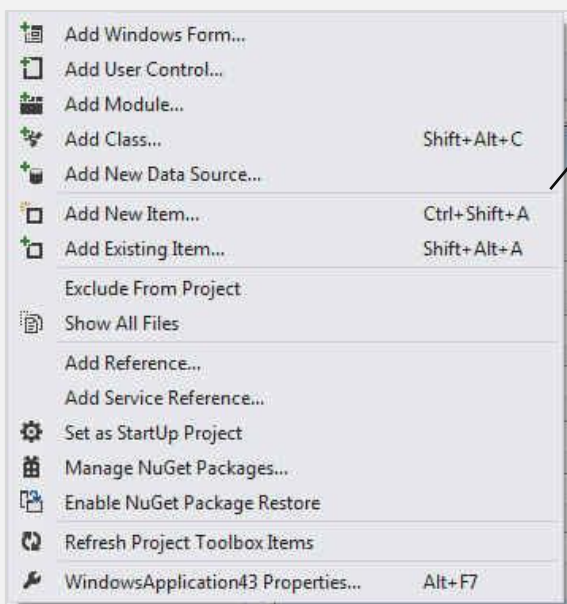 Add Windows Form...
Add User Control...
Add Module...
Add Class... Shift+Alt+C
Add New Data Source...
Add New Item... Ctrl+Shift+A
Add Existing Item... Shift+Alt+A
Exclude From Project
Show All Files
Add Reference...
Add Service Reference...
Set as StartUp Project
Manage NuGet Packages...
Enable NuGet Package Restore
Refresh Project Toolbox Items
WindowsApplication43 Properties... Alt+F7